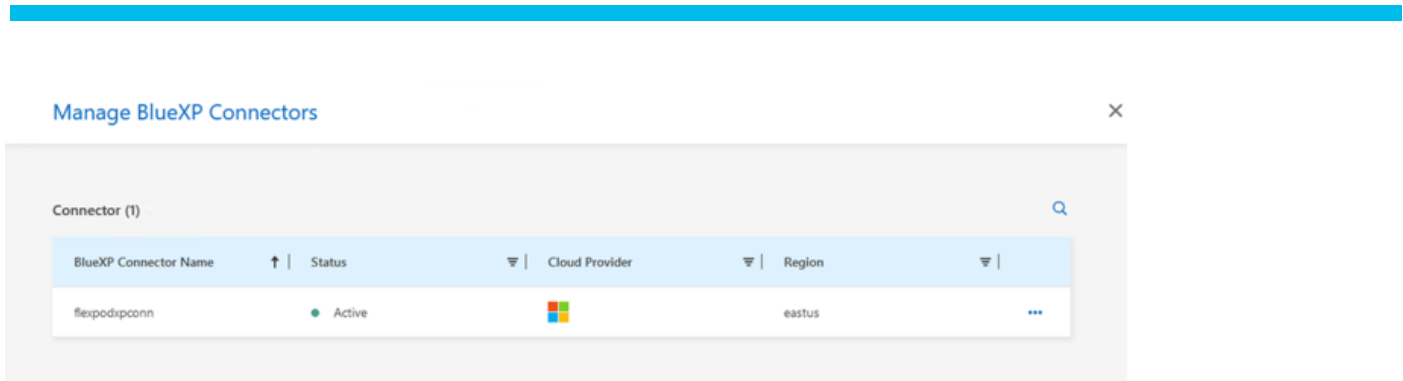 Manage BlueXP Connectors
Connector (1)
BlueXP Connector Name Status Cloud Provider Region
flexpodxpconn Active eastus